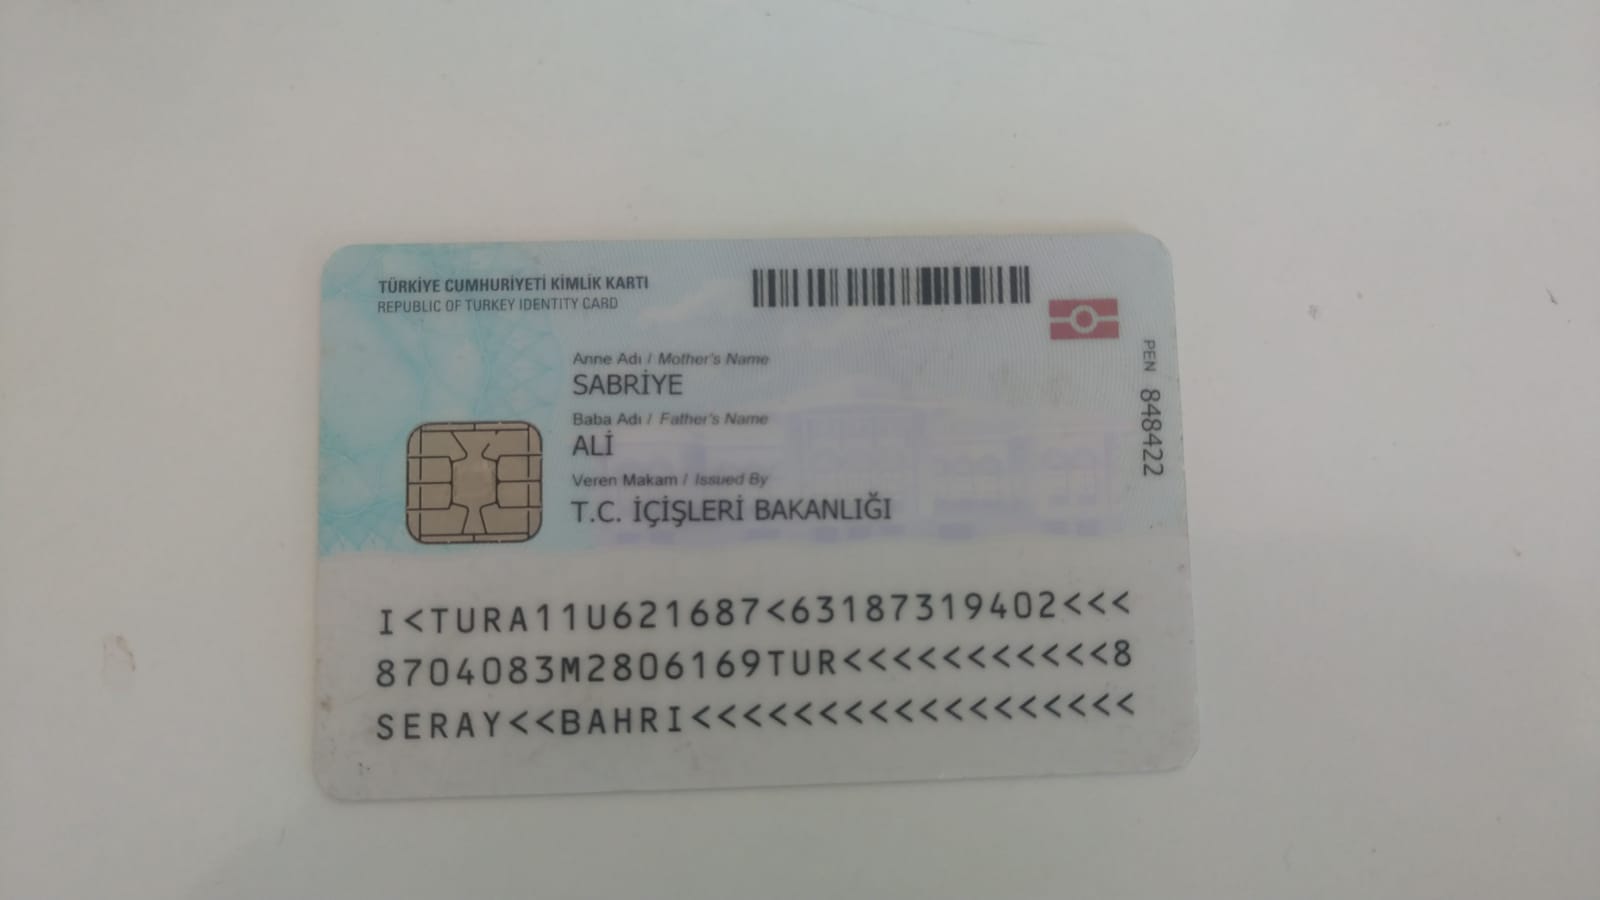 TÜRKİYE CUMHURİYETİ KİMLİK KARTI
REPUBLIC OF TURKEY IDENTITY CARD
Anne Adı / Mother's Name
SABRİYE
Baba Adı / Father's Name
ALİ
Veren Makam / Issued By
T.C. İÇİŞLERİ BAKANLIĞI
PEN 848422
I<TURA11U621687<63187319402<<<
8704083M2806169TUR<<<<<<<<<<<8
SERAY<<BAHRI<<<<<<<<<<<<<<<<<<